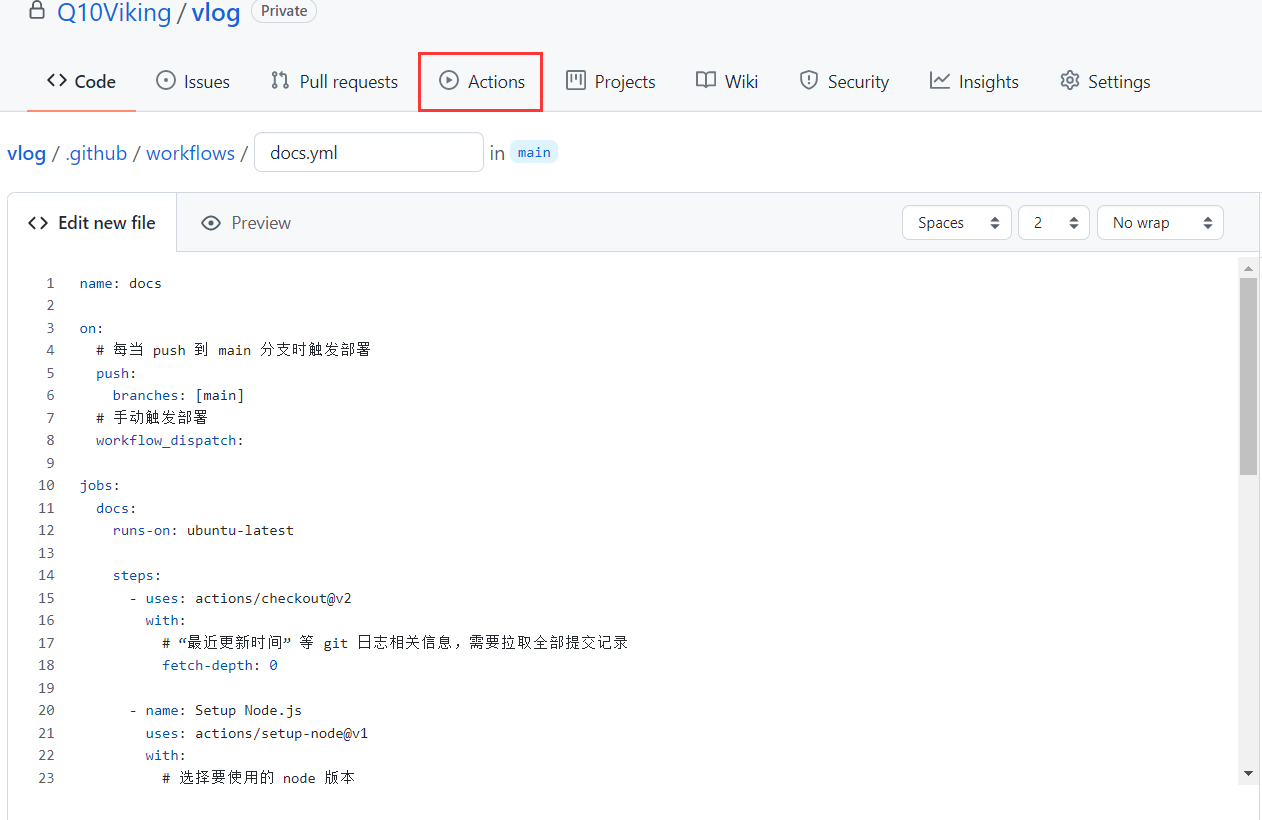 Q10Viking / vlog Private
Code Issues Pull requests Actions Projects Wiki Security Insights Settings
vlog / .github / workflows / docs.yml in main
Edit new file Preview Spaces 2 No wrap
1 name: docs
2
3 on:
4   # 每当 push 到 main 分支时触发部署
5   push:
6     branches: [main]
7   # 手动触发部署
8   workflow_dispatch:
9
10 jobs:
11   docs:
12     runs-on: ubuntu-latest
13
14     steps:
15       - uses: actions/checkout@v2
16         with:
17           # “最近更新时间” 等 git 日志相关信息，需要拉取全部提交记录
18           fetch-depth: 0
19
20       - name: Setup Node.js
21         uses: actions/setup-node@v1
22         with:
23           # 选择要使用的 node 版本